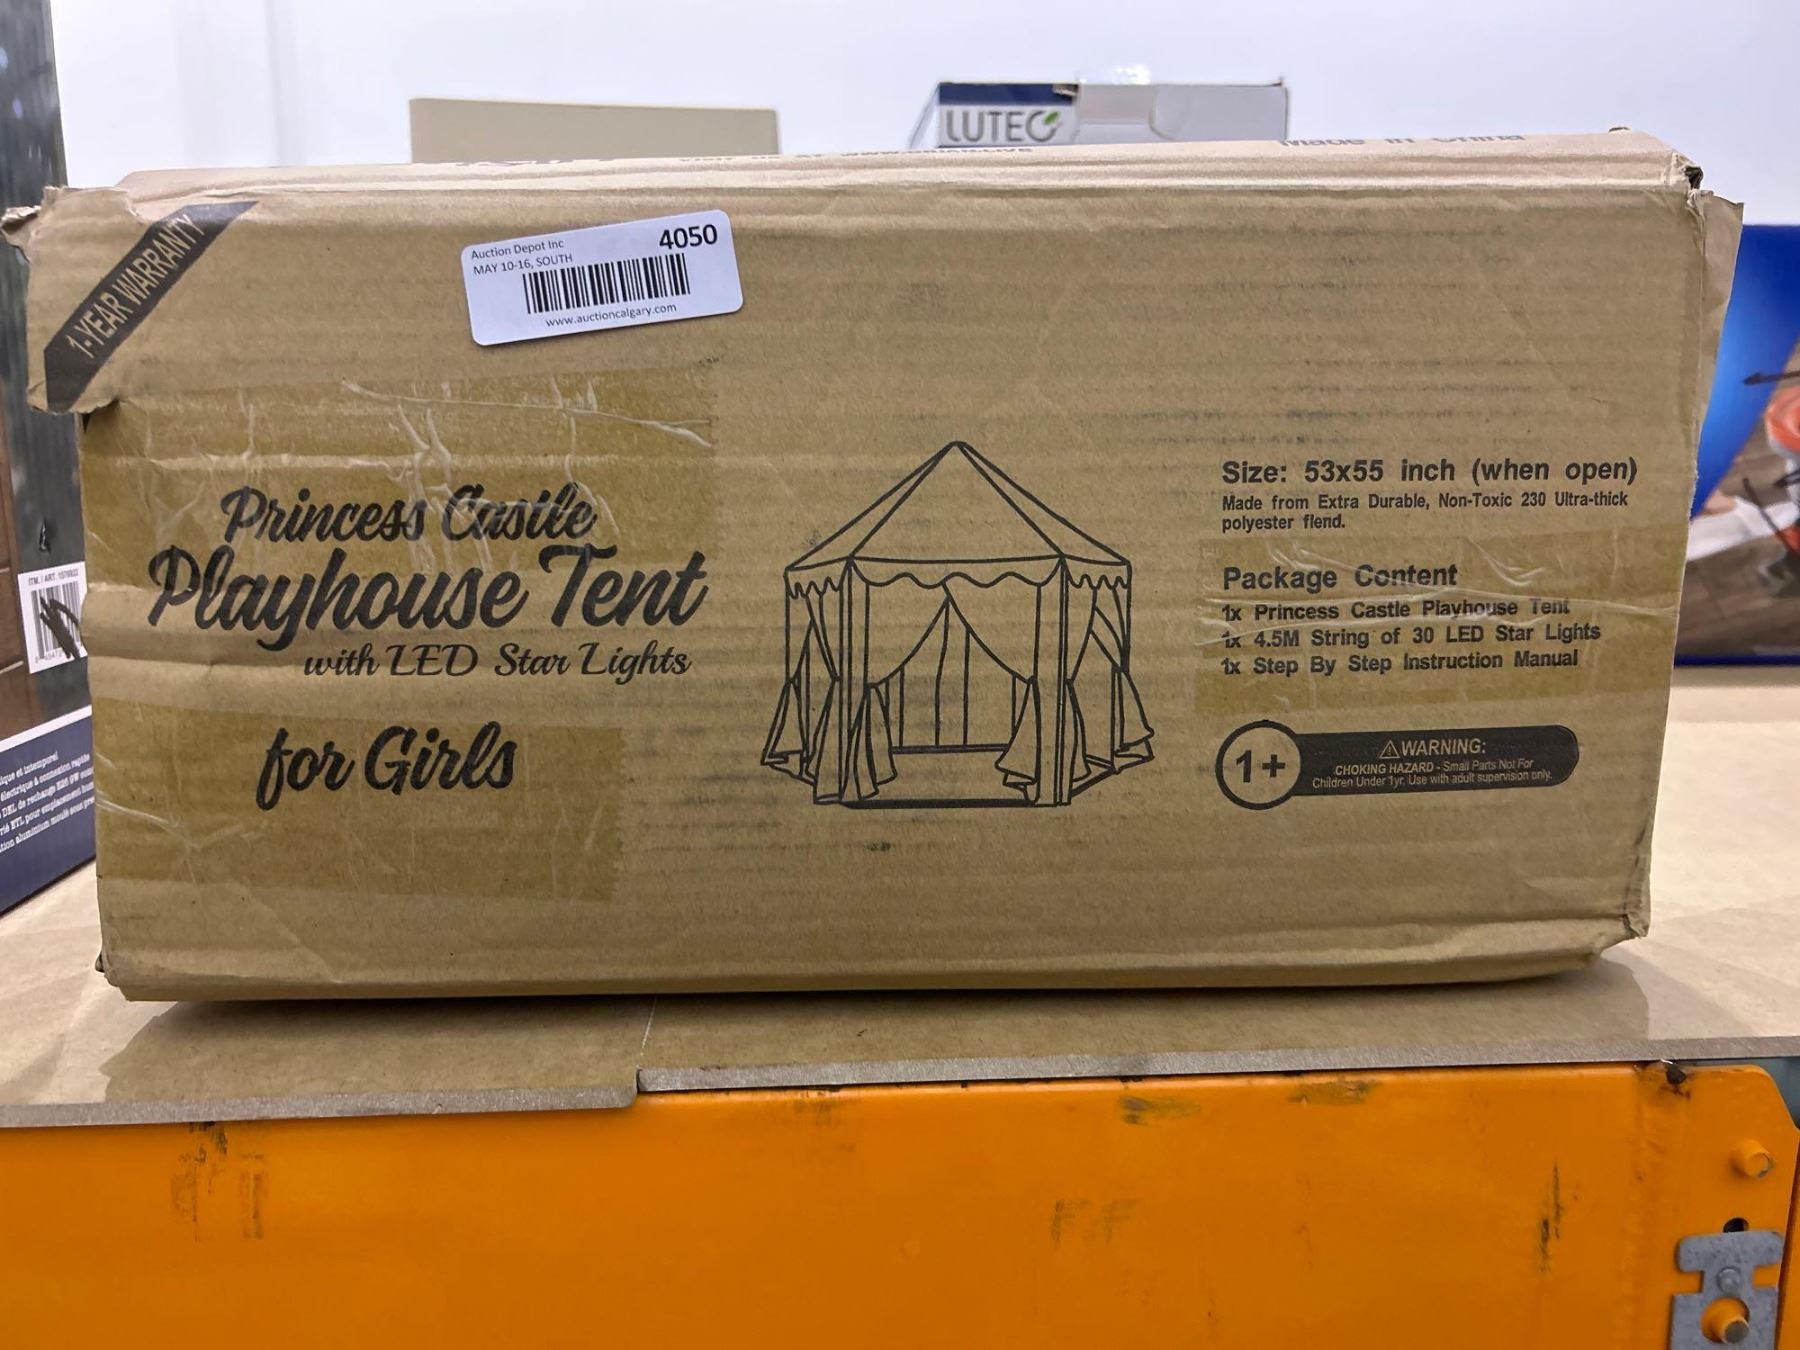 LUTEC
Made in China
1-YEAR WARRANTY
Auction Depot Inc
4050
MAY 10-16, SOUTH
www.auctioncalgary.com
Princess Castle
Playhouse Tent
with LED Star Lights
for Girls
Size: 53x55 inch (when open)
Made from Extra Durable, Non-Toxic 230 Ultra-thick
polyester flend.
Package Content
1x Princess Castle Playhouse Tent
1x 4.5M String of 30 LED Star Lights
1x Step By Step Instruction Manual
1+
WARNING:
CHOKING HAZARD - Small Parts Not For
Children Under 1yr. Use with adult supervision only.